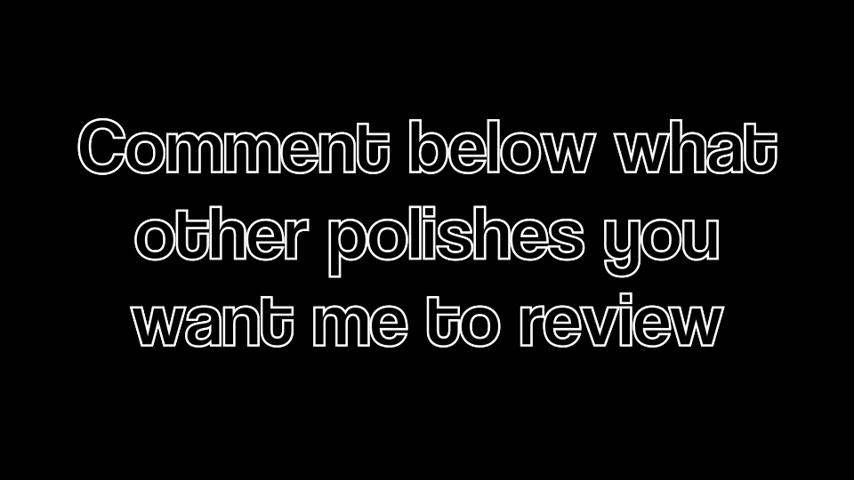 Comment below what
other polishes you
want me to review